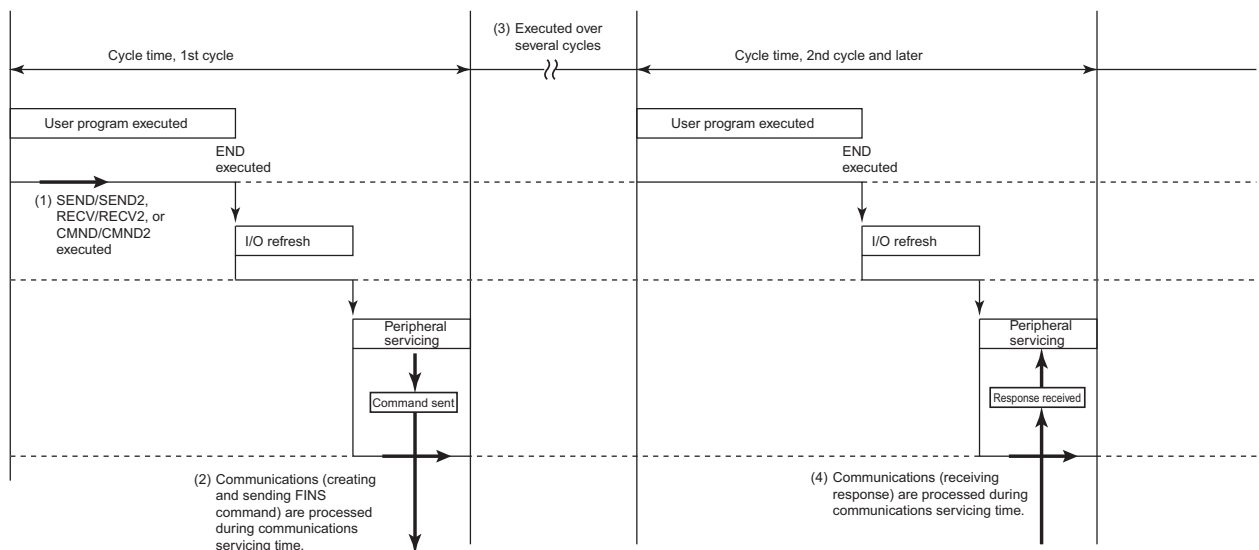 (3) Executed over
several cycles
Cycle time, 1st cycle
Cycle time, 2nd cycle and later
User program executed
User program executed
END
executed
END
executed
(1) SEND/SEND2,
RECV/RECV2, or
CMND/CMND2
executed
I/O refresh
I/O refresh
Peripheral
servicing
Peripheral
servicing
Command sent
Response received
(2) Communications (creating
and sending FINS
command) are processed
during communications
servicing time.
(4) Communications (receiving
response) are processed during
communications servicing time.